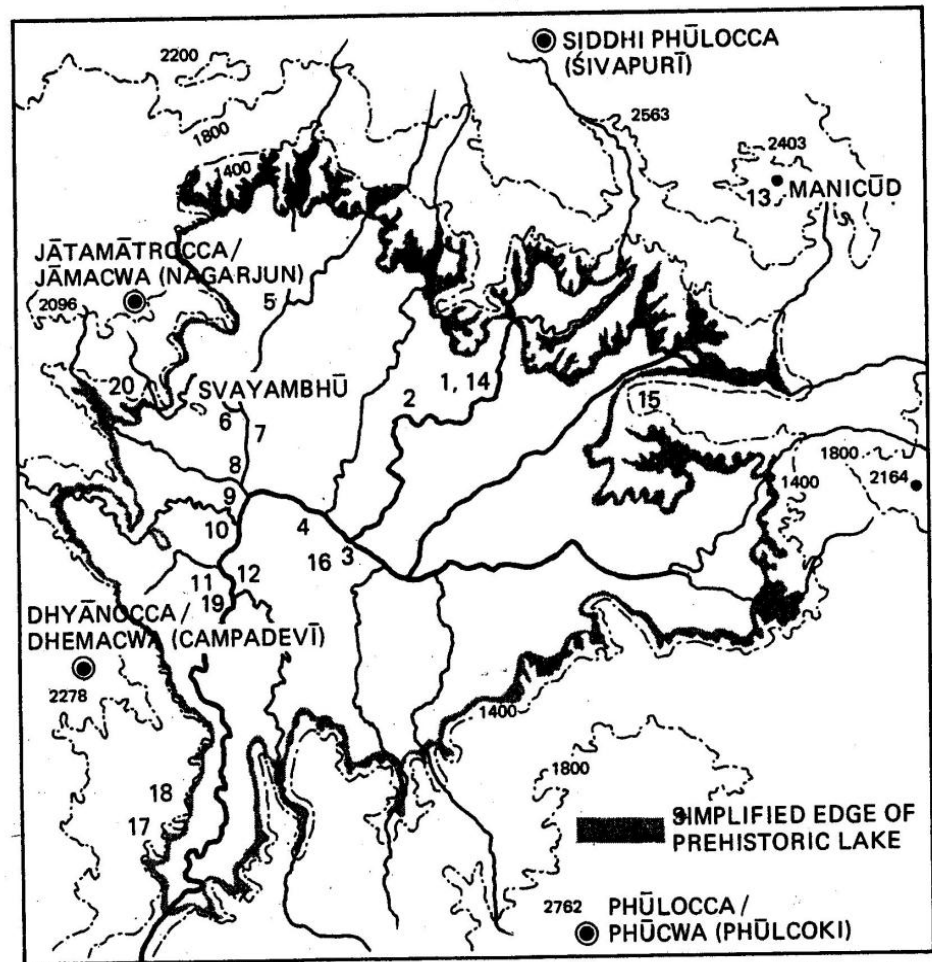 SIDDHI PHŪLOCCA
(ŚIVAPURĪ)
2200
1800
2563
2403
1400
13
MANICŪD
JĀTAMĀTROCCA/
JĀMACWA (NAGARJUN)
2096
5
20
SVAYAMBHŪ
1, 14
2
15
6
7
8
1800
2164
1400
9
10
4
16
3
11
12
19
DHYĀNOCCA/
DHEMACWA (CAMPADEVĪ)
2278
1400
1800
18
17
SIMPLIFIED EDGE OF
PREHISTORIC LAKE
2762
PHŪLOCCA/
PHŪCWA (PHŪLCOKI)